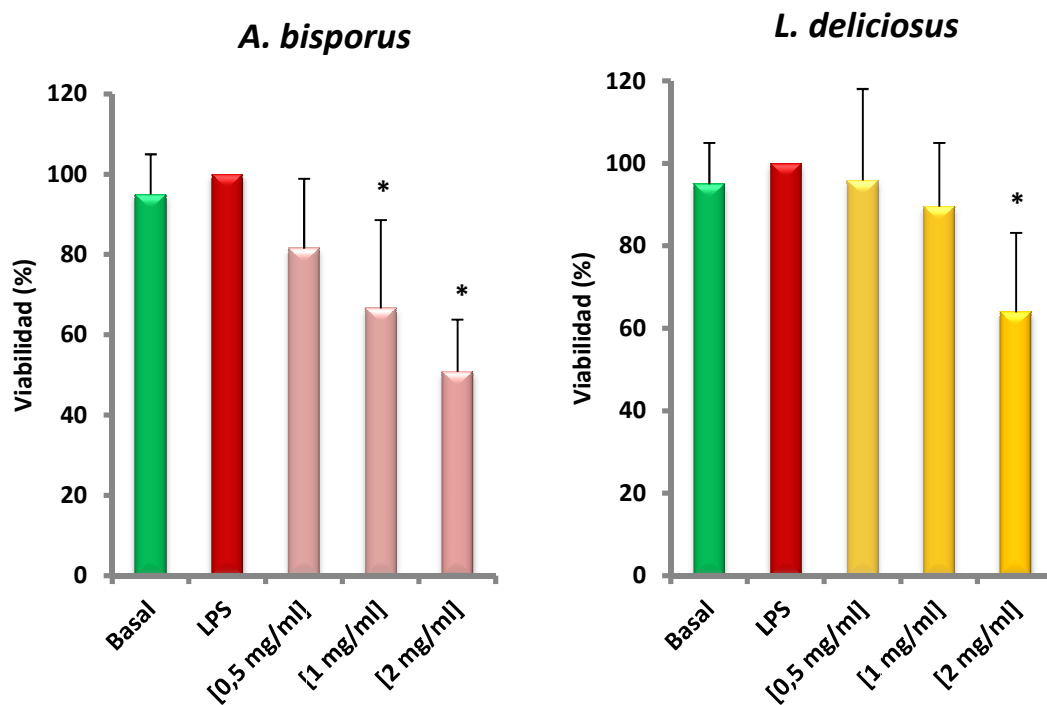 A. bisporus
Viabilidad (%)
120
100
80
60
40
20
0
*
*
Basal
LPS
[0,5 mg/ml]
[1 mg/ml]
[2 mg/ml]
L. deliciosus
Viabilidad (%)
120
100
80
60
40
20
0
*
Basal
LPS
[0,5 mg/ml]
[1 mg/ml]
[2 mg/ml]